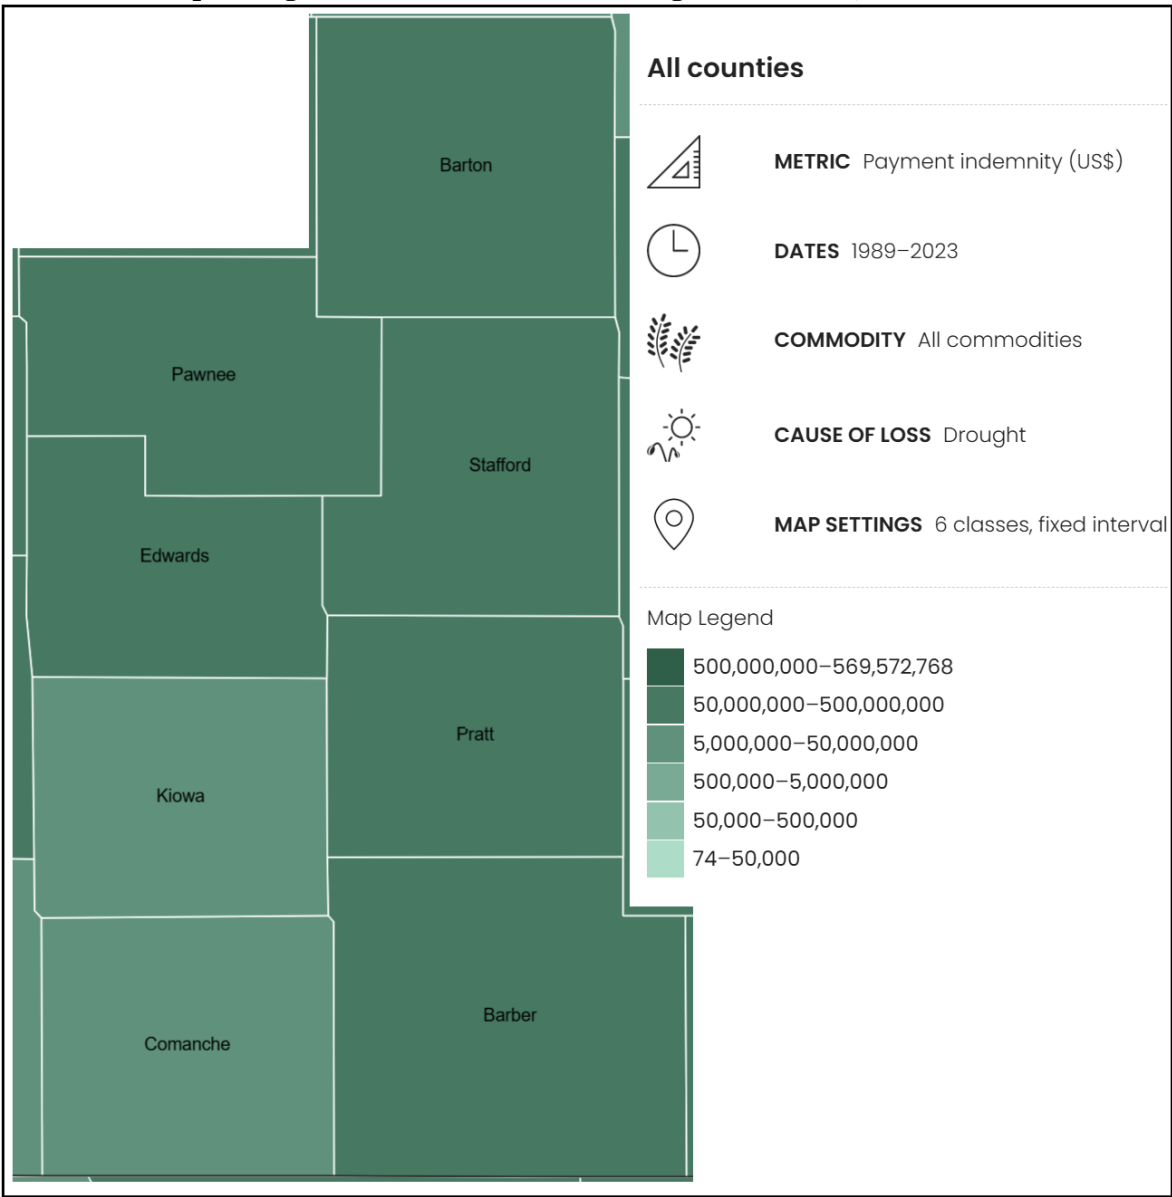 All counties
METRIC Payment indemnity (US$)
DATES 1989–2023
COMMODITY All commodities
CAUSE OF LOSS Drought
MAP SETTINGS 6 classes, fixed interval
Map Legend
500,000,000–569,572,768
50,000,000–500,000,000
5,000,000–50,000,000
500,000–5,000,000
50,000–500,000
74–50,000
Barton
Pawnee
Stafford
Edwards
Pratt
Kiowa
Barber
Comanche